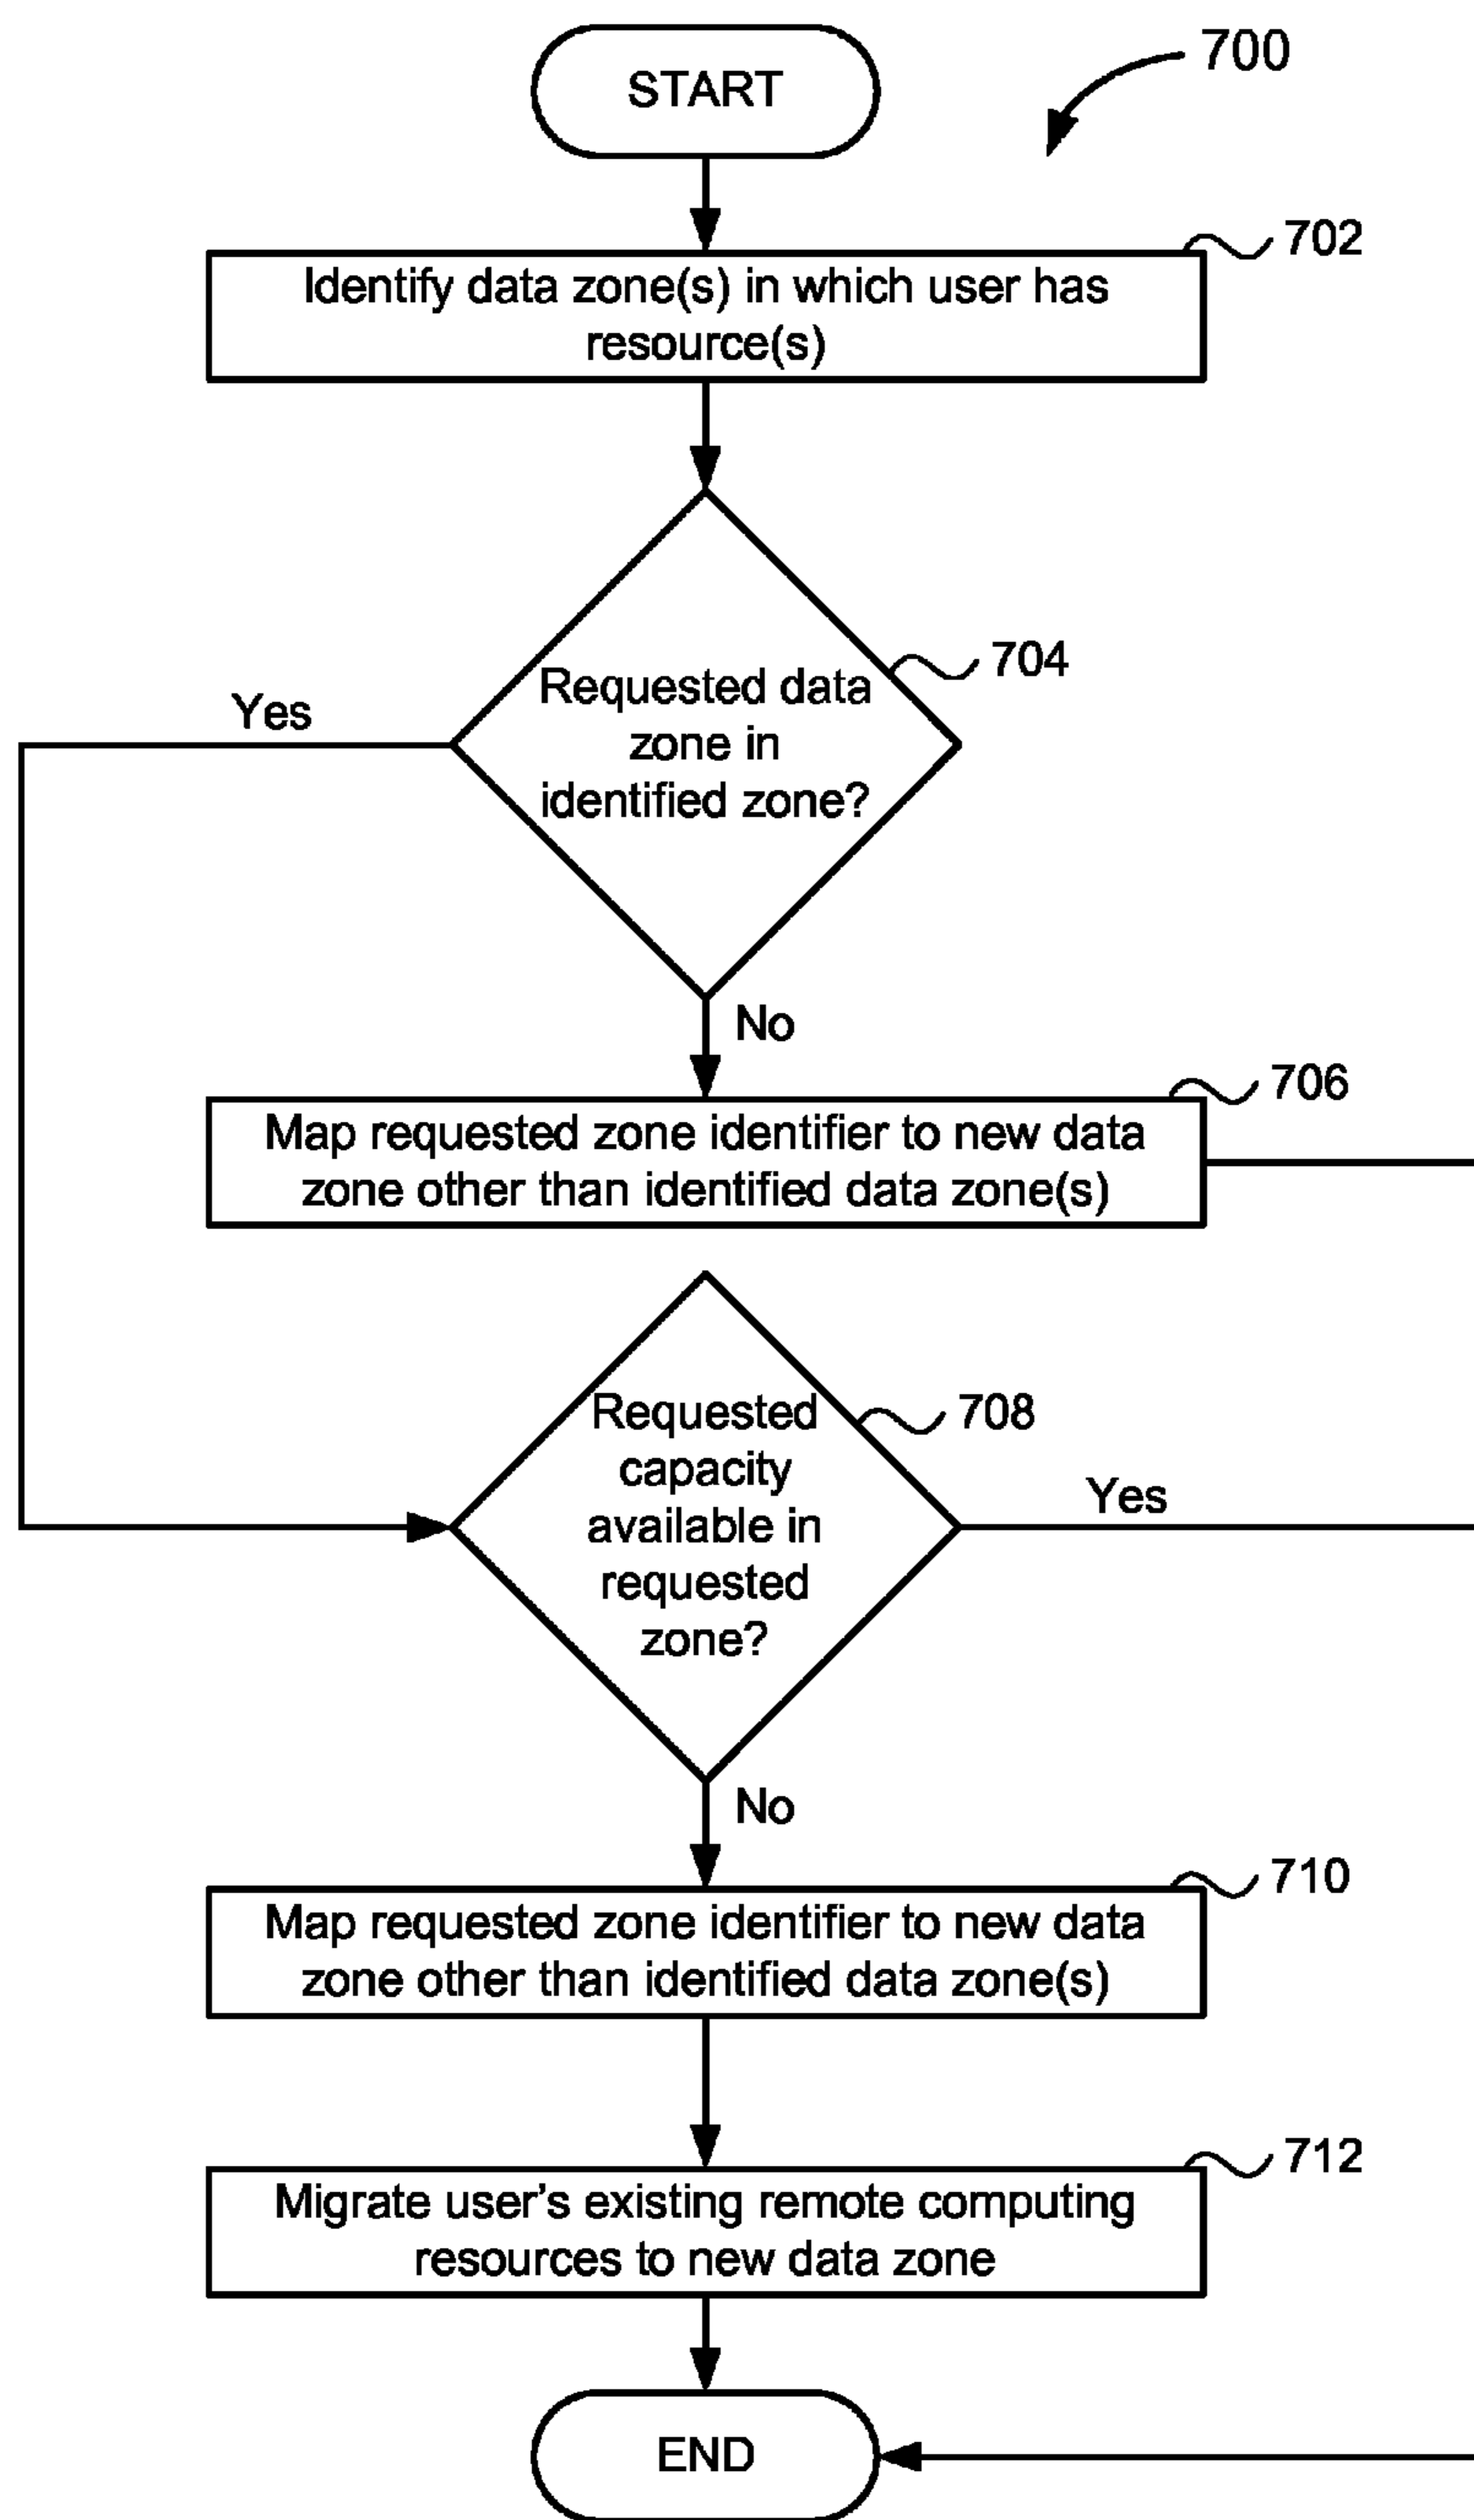 START
700
702
Identify data zone(s) in which user has
resource(s)
704
Requested data
zone in
identified zone?
Yes
No
706
Map requested zone identifier to new data
zone other than identified data zone(s)
708
Requested
capacity
available in
requested
zone?
Yes
No
710
Map requested zone identifier to new data
zone other than identified data zone(s)
712
Migrate user's existing remote computing
resources to new data zone
END